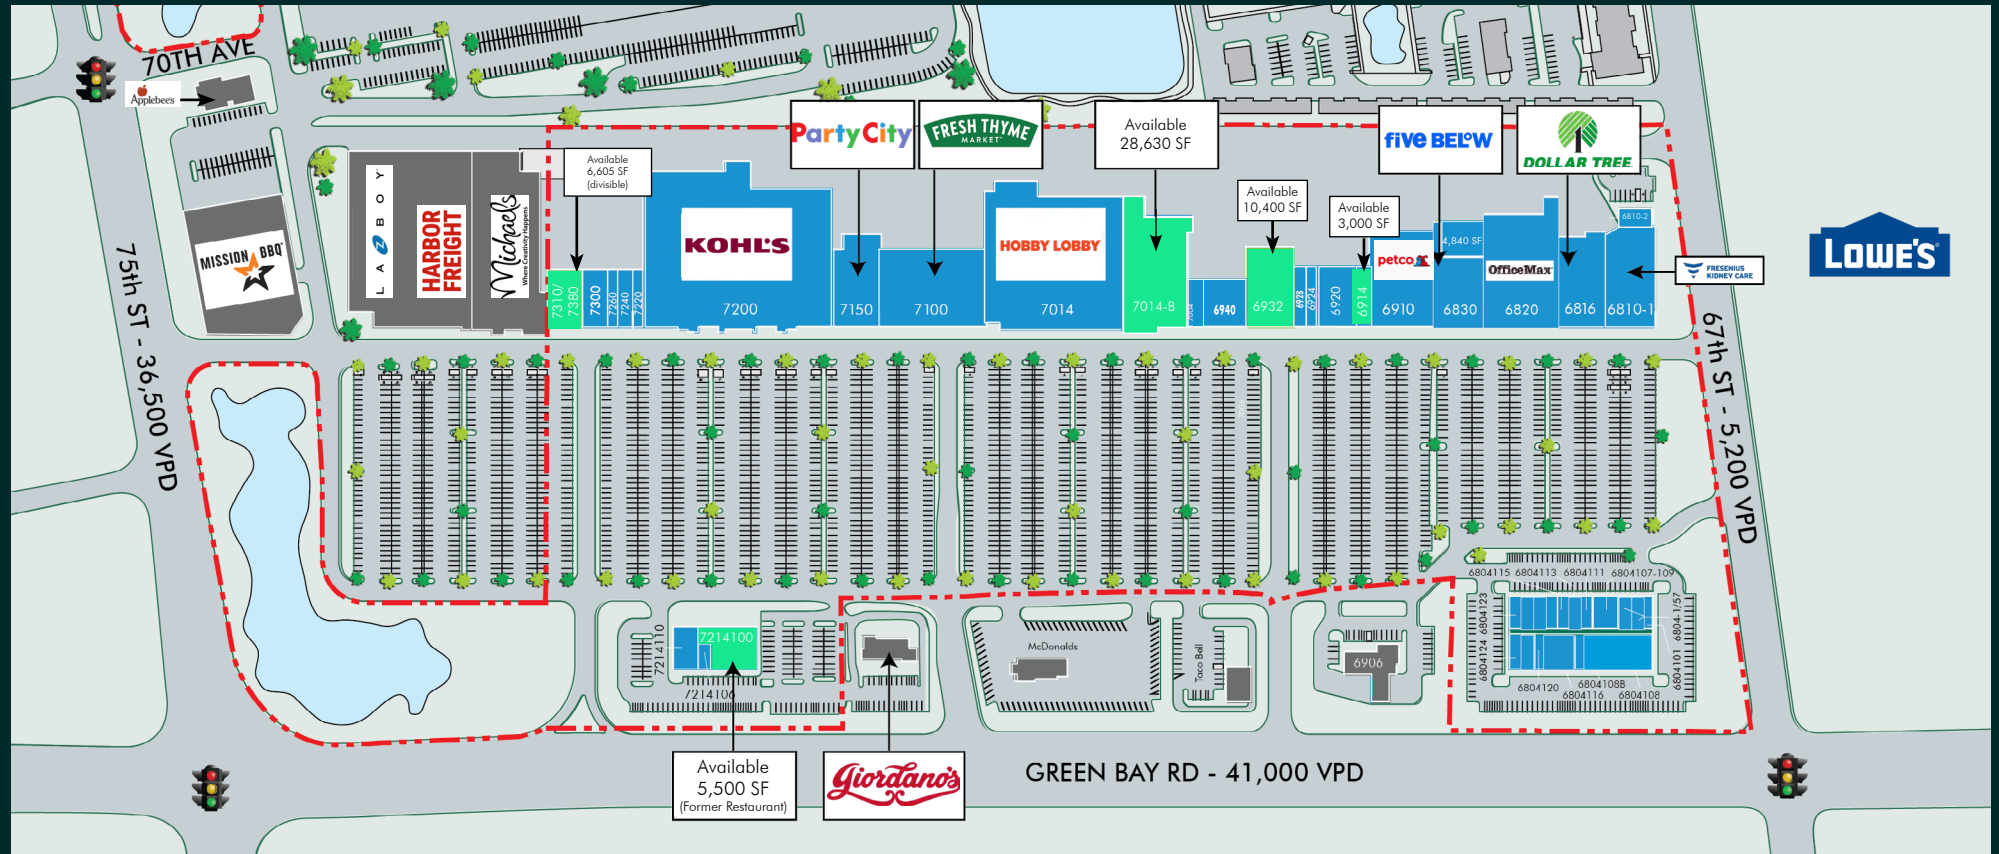 70TH AVE
Applebee's
MISSION BBQ
LA Z BOY
HARBOR FREIGHT
Michaels
Where Creativity Happens
Available
6,605 SF
(divisible)
Party City
FRESH THYME
MARKET
Available
28,630 SF
Available
10,400 SF
Available
3,000 SF
five BELOW
DOLLAR TREE
LOWE'S
FRESENIUS
KIDNEY CARE
KOHL'S
HOBBY LOBBY
petco
4,840 SF
OfficeMax
6810-2
7310/
7380
7300
7260
7240
7220
7200
7150
7100
7014
7014-B
6940
6932
6928
6924
6920
6914
6910
6830
6820
6816
6810-1
75th ST - 36,500 VPD
67th ST - 5,200 VPD
7214110
7214100
7214106
McDonalds
Taco Bell
6906
6804115
6804113
6804111
6804107-109
6804123
6804124
6804-1/57
6804101
6804120
6804108B
6804116
6804108
Available
5,500 SF
(Former Restaurant)
Giordano's
GREEN BAY RD - 41,000 VPD